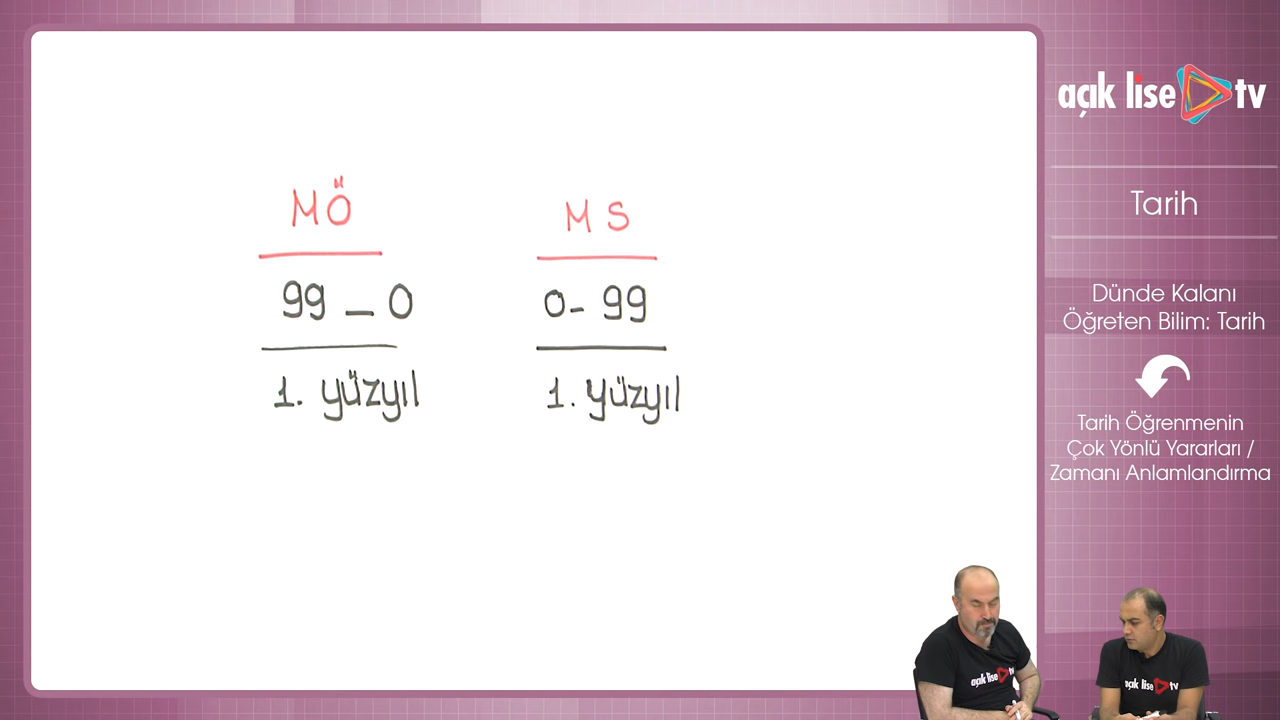 MÖ
MS
99 – 0
0 - 99
1. yüzyıl
1. yüzyıl
açık lise tv
Tarih
Dünde Kalanı
Öğreten Bilim: Tarih
Tarih Öğrenmenin
Çok Yönlü Yararları /
Zamanı Anlamlandırma
açık lise tv
açık lise tv